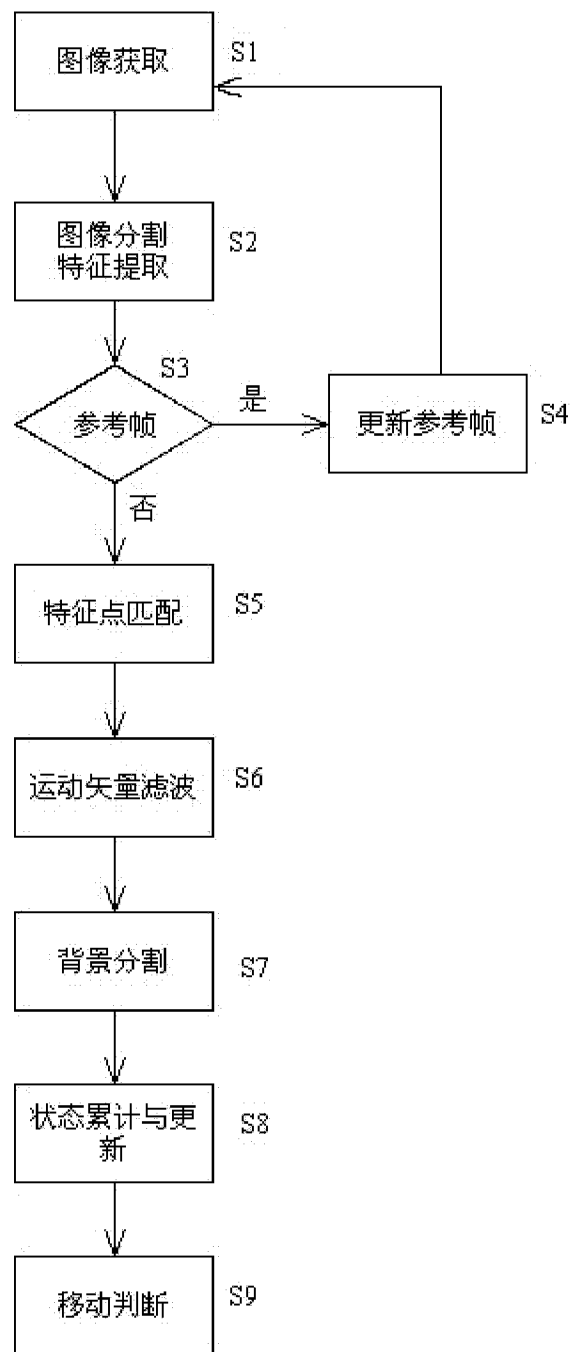 图像获取
S1
图像分割
特征提取
S2
S3
参考帧
是
更新参考帧
S4
否
特征点匹配
S5
运动矢量滤波
S6
背景分割
S7
状态累计与更
新
S8
移动判断
S9